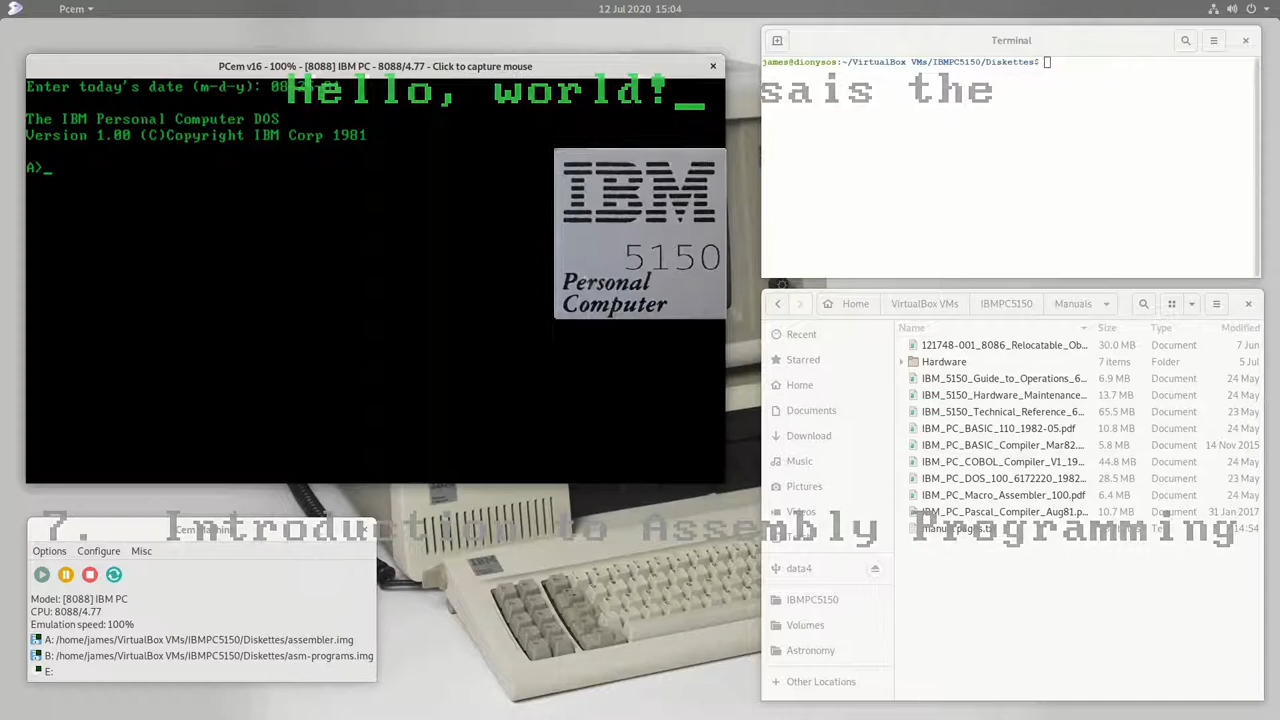 Pcem
12 Jul 2020 15:04
PCem v16 - 100% - [8088] IBM PC - 8088/4.77 - Click to capture mouse
Enter today's date (m-d-y): 08
Hello, world!_
The IBM Personal Computer DOS
Version 1.00 (C)Copyright IBM Corp 1981
A>_
IBM
5150
Personal
Computer
Terminal
james@dionysos:~/VirtualBox VMs/IBMPC5150/Diskettes$
sais the
Home
VirtualBox VMs
IBMPC5150
Manuals
Recent
Starred
Home
Documents
Download
Music
Pictures
Videos
data4
IBMPC5150
Volumes
Astronomy
Other Locations
Name Size Type Modified
121748-001_8086_Relocatable_Ob... 30.0 MB Document 7 Jun
Hardware 7 items Folder 5 Jul
IBM_5150_Guide_to_Operations_6... 6.9 MB Document 24 May
IBM_5150_Hardware_Maintenance... 13.7 MB Document 24 May
IBM_5150_Technical_Reference_6... 65.5 MB Document 23 May
IBM_PC_BASIC_110_1982-05.pdf 10.8 MB Document 24 May
IBM_PC_BASIC_Compiler_Mar82.... 5.8 MB Document 14 Nov 2015
IBM_PC_COBOL_Compiler_V1_19... 44.8 MB Document 24 May
IBM_PC_DOS_100_6172220_1982... 28.5 MB Document 23 May
IBM_PC_Macro_Assembler_100.pdf 6.4 MB Document 24 May
IBM_PC_Pascal_Compiler_Aug81.p... 10.7 MB Document 31 Jan 2017
14:54
7. Introduction to Assembly Programming
Options Configure Misc
Model: [8088] IBM PC
CPU: 8088/4.77
Emulation speed: 100%
A: /home/james/VirtualBox VMs/IBMPC5150/Diskettes/assembler.img
B: /home/james/VirtualBox VMs/IBMPC5150/Diskettes/asm-programs.img
E: